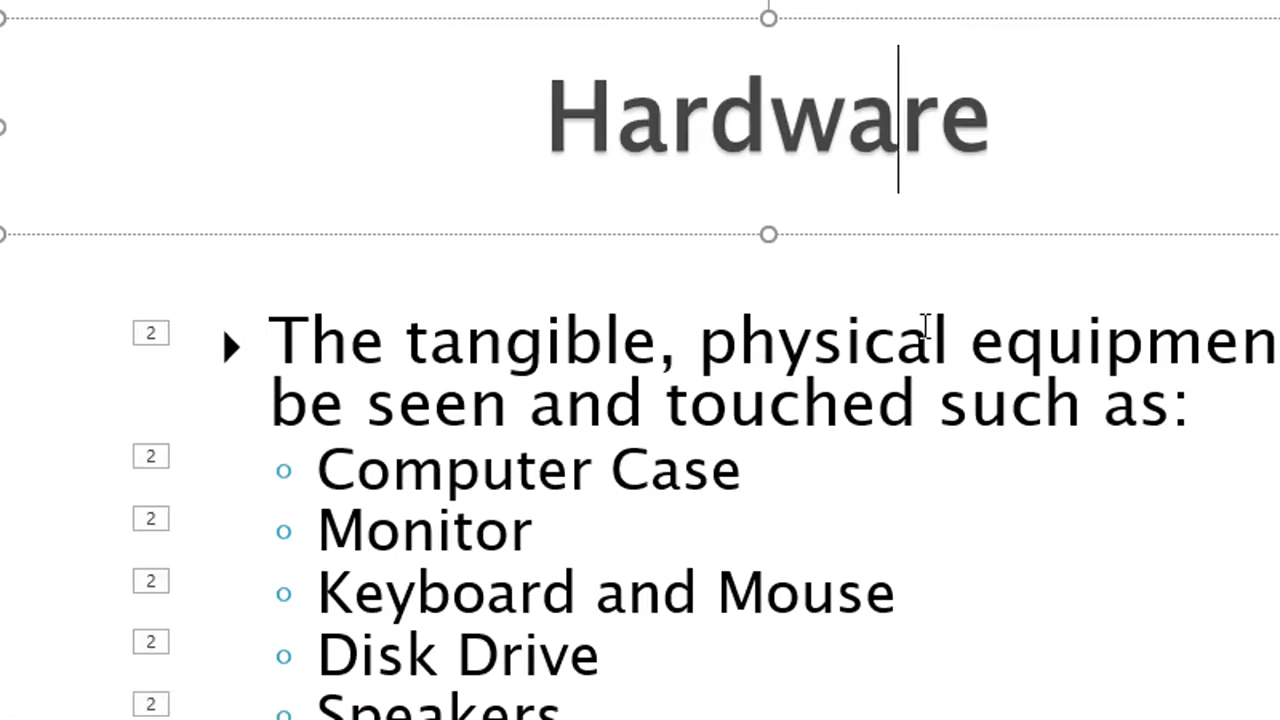 Hardware
2 The tangible, physical equipmen
be seen and touched such as:
2 Computer Case
2 Monitor
2 Keyboard and Mouse
2 Disk Drive
2 Speakers